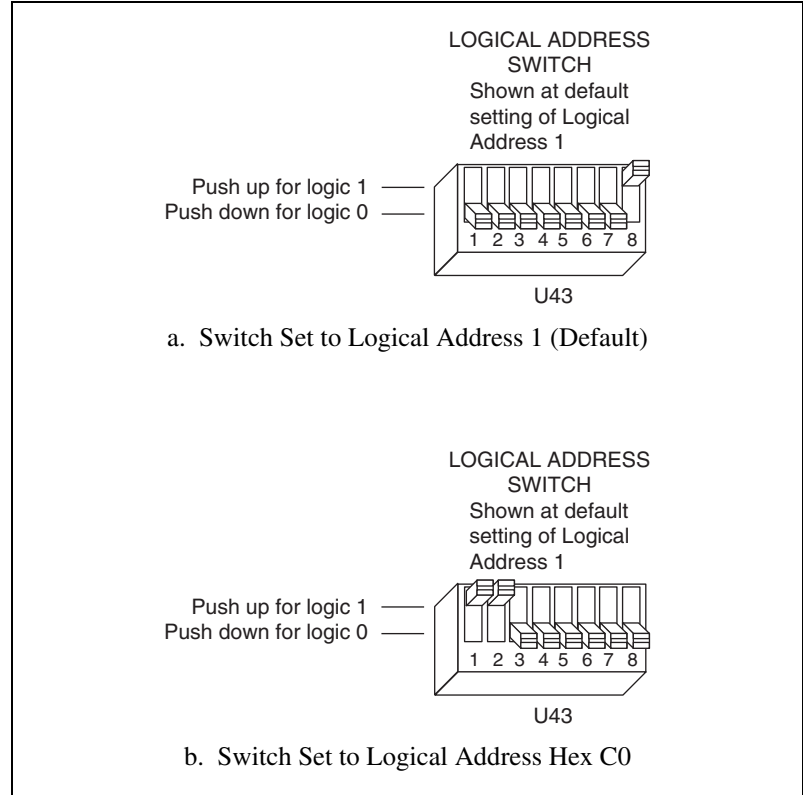 LOGICAL ADDRESS
SWITCH
Shown at default
setting of Logical
Address 1
Push up for logic 1
Push down for logic 0
1 2 3 4 5 6 7 8
U43
a. Switch Set to Logical Address 1 (Default)
LOGICAL ADDRESS
SWITCH
Shown at default
setting of Logical
Address 1
Push up for logic 1
Push down for logic 0
1 2 3 4 5 6 7 8
U43
b. Switch Set to Logical Address Hex C0